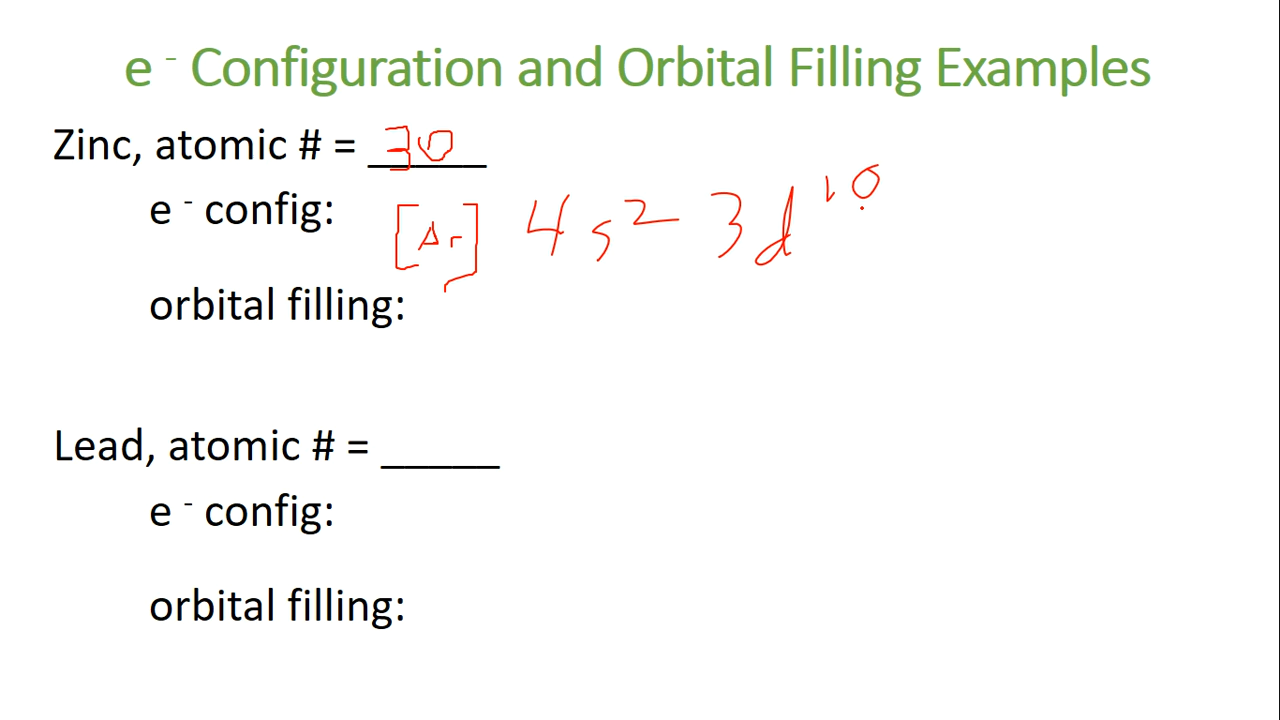 e⁻ Configuration and Orbital Filling Examples
Zinc, atomic # = 30
e⁻ config: [Ar] 4s² 3d¹⁰
orbital filling:
Lead, atomic # = _____
e⁻ config:
orbital filling: